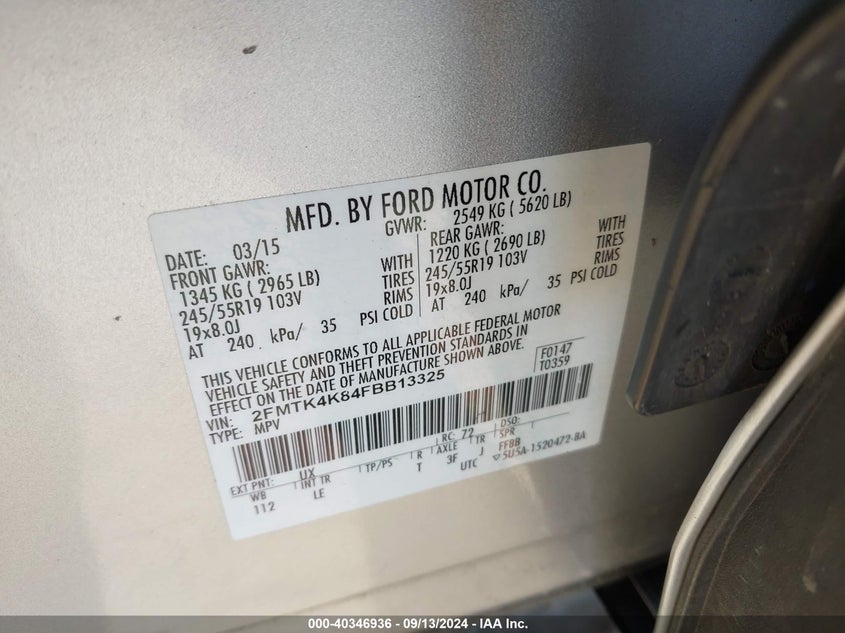 MFD. BY FORD MOTOR CO.
DATE: 03/15
GVWR: 2549 KG ( 5620 LB)
FRONT GAWR:
1345 KG ( 2965 LB) WITH
245/55R19 103V TIRES
19x8.0J RIMS
AT 240 kPa/ 35 PSI COLD
REAR GAWR:
1220 KG ( 2690 LB) WITH
245/55R19 103V TIRES
19x8.0J RIMS
AT 240 kPa/ 35 PSI COLD
THIS VEHICLE CONFORMS TO ALL APPLICABLE FEDERAL MOTOR
VEHICLE SAFETY AND THEFT PREVENTION STANDARDS IN
EFFECT ON THE DATE OF MANUFACTURE SHOWN ABOVE.
F0147
T0359
VIN: 2FMTK4K84FBB13325
TYPE: MPV
EXT PNT: UX RC: 72 DSO:
WB INT TR TP/PS R AXLE TR SPR
112 LE T 3F J FFBB
UTC ▽5U5A-1520472-BA
000-40346936 - 09/13/2024 - IAA Inc.